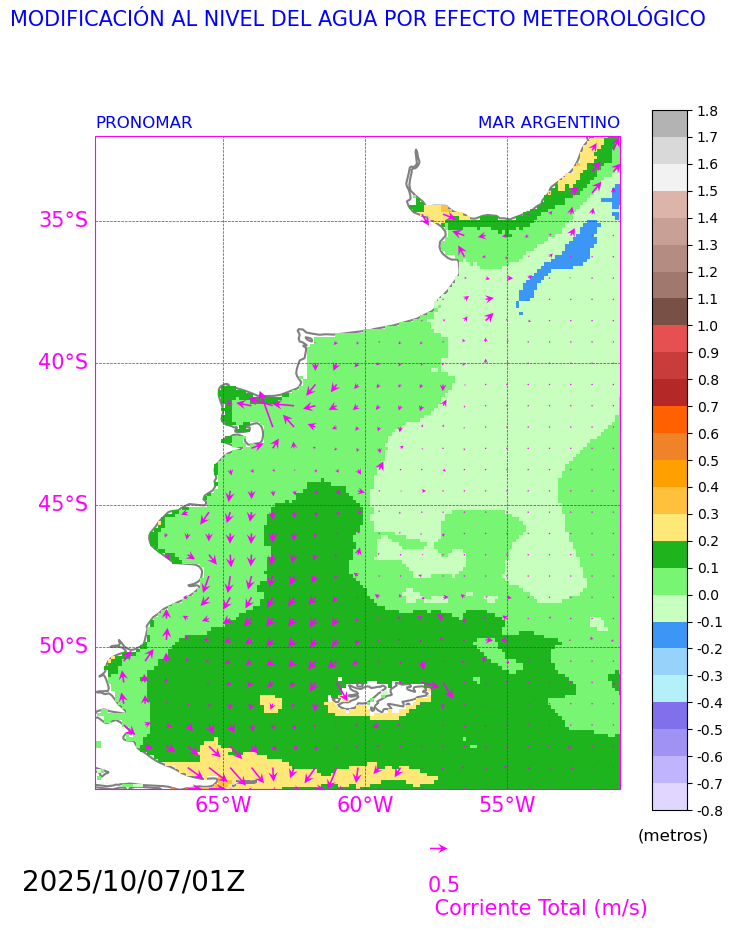 MODIFICACIÓN AL NIVEL DEL AGUA POR EFECTO METEOROLÓGICO
PRONOMAR MAR ARGENTINO
35°S
40°S
45°S
50°S
65°W 60°W 55°W
1.8
1.7
1.6
1.5
1.4
1.3
1.2
1.1
1.0
0.9
0.8
0.7
0.6
0.5
0.4
0.3
0.2
0.1
0.0
-0.1
-0.2
-0.3
-0.4
-0.5
-0.6
-0.7
-0.8
(metros)
2025/10/07/01Z
0.5
Corriente Total (m/s)